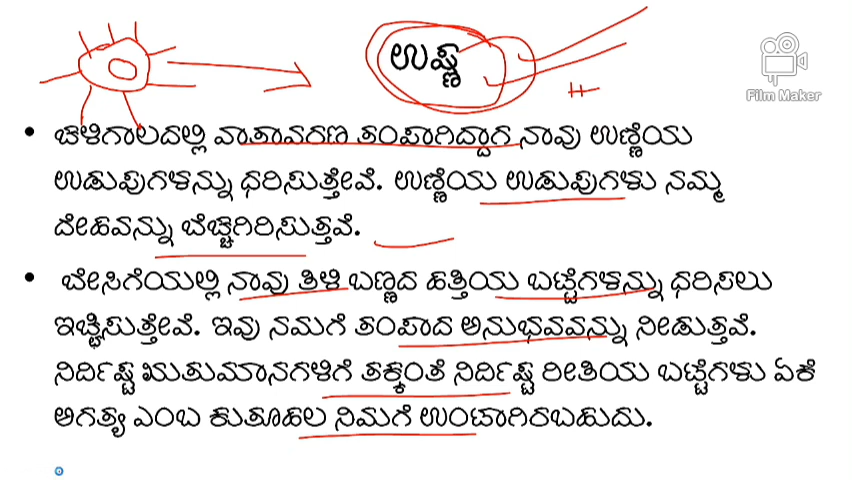 ಉಷ್ಣ
Film Maker
• ಚಳಿಗಾಲದಲ್ಲಿ ವಾತಾವರಣ ತಂಪಾಗಿದ್ದಾಗ ನಾವು ಉಣ್ಣೆಯ
ಉಡುಪುಗಳನ್ನು ಧರಿಸುತ್ತೇವೆ. ಉಣ್ಣೆಯ ಉಡುಪುಗಳು ನಮ್ಮ
ದೇಹವನ್ನು ಬೆಚ್ಚಗಿರಿಸುತ್ತವೆ.
• ಬೇಸಿಗೆಯಲ್ಲಿ ನಾವು ತಿಳಿ ಬಣ್ಣದ ಹತ್ತಿಯ ಬಟ್ಟೆಗಳನ್ನು ಧರಿಸಲು
ಇಚ್ಛಿಸುತ್ತೇವೆ. ಇವು ನಮಗೆ ತಂಪಾದ ಅನುಭವವನ್ನು ನೀಡುತ್ತವೆ.
ನಿರ್ದಿಷ್ಟ ಋತುಮಾನಗಳಿಗೆ ತಕ್ಕಂತೆ ನಿರ್ದಿಷ್ಟ ರೀತಿಯ ಬಟ್ಟೆಗಳು ಏಕೆ
ಅಗತ್ಯ ಎಂಬ ಕುತೂಹಲ ನಿಮಗೆ ಉಂಟಾಗಿರಬಹುದು.